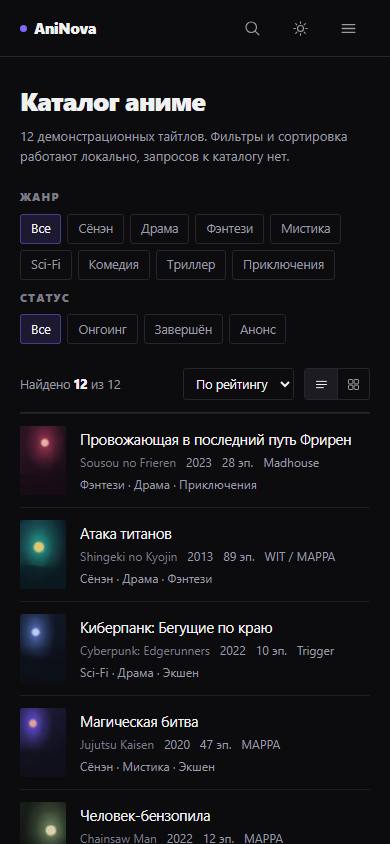 AniNova
Каталог аниме
12 демонстрационных тайтлов. Фильтры и сортировка
работают локально, запросов к каталогу нет.
ЖАНР
Все Сёнэн Драма Фэнтези Мистика
Sci-Fi Комедия Триллер Приключения
СТАТУС
Все Онгоинг Завершён Анонс
Найдено 12 из 12 По рейтингу
Провожающая в последний путь Фрирен
Sousou no Frieren 2023 28 эп. Madhouse
Фэнтези · Драма · Приключения
Атака титанов
Shingeki no Kyojin 2013 89 эп. WIT / MAPPA
Сёнэн · Драма · Фэнтези
Киберпанк: Бегущие по краю
Cyberpunk: Edgerunners 2022 10 эп. Trigger
Sci-Fi · Драма · Экшен
Магическая битва
Jujutsu Kaisen 2020 47 эп. MAPPA
Сёнэн · Мистика · Экшен
Человек-бензопила
Chainsaw Man 2022 12 эп. MAPPA